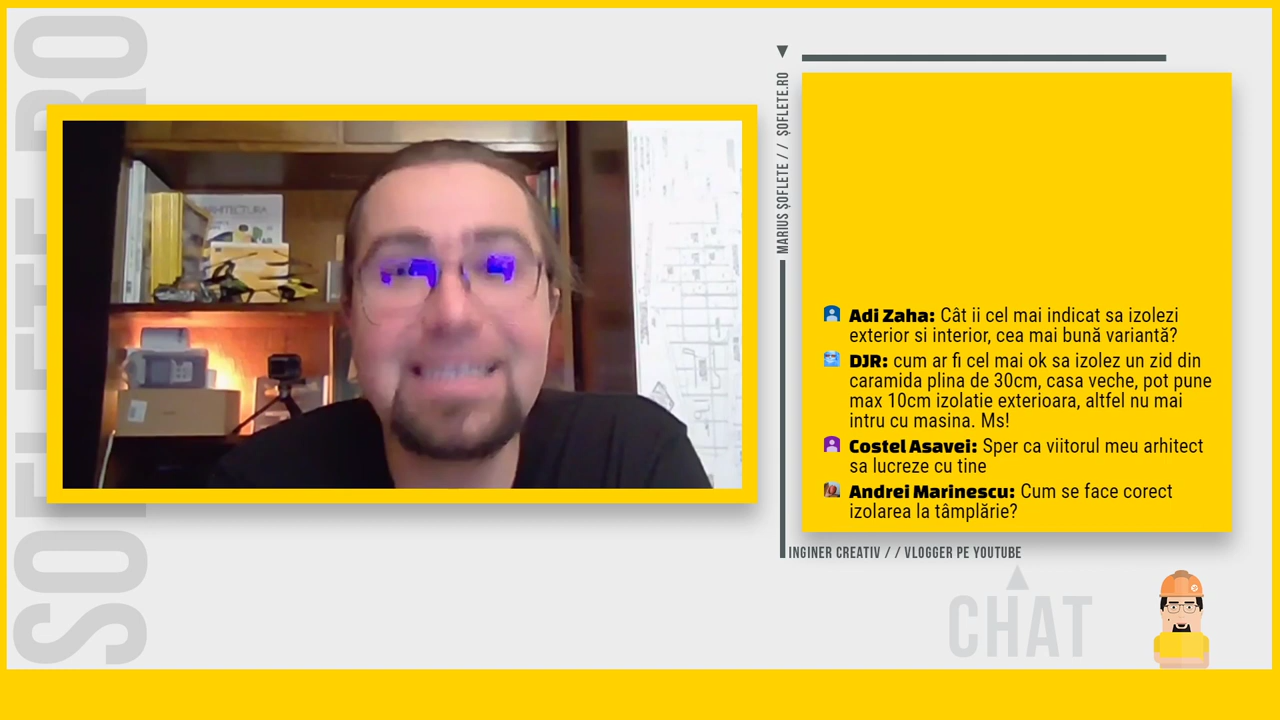 SOFLETE.RO
ARHITECTURA
MARIUS ȘOFLETE / / ȘOFLETE.RO
Adi Zaha: Cât ii cel mai indicat sa izolezi
exterior si interior, cea mai bună variantă?
DJR: cum ar fi cel mai ok sa izolez un zid din
caramida plina de 30cm, casa veche, pot pune
max 10cm izolatie exterioara, altfel nu mai
intru cu masina. Ms!
Costel Asavei: Sper ca viitorul meu arhitect
sa lucreze cu tine
Andrei Marinescu: Cum se face corect
izolarea la tâmplărie?
INGINER CREATIV / / VLOGGER PE YOUTUBE
CHAT